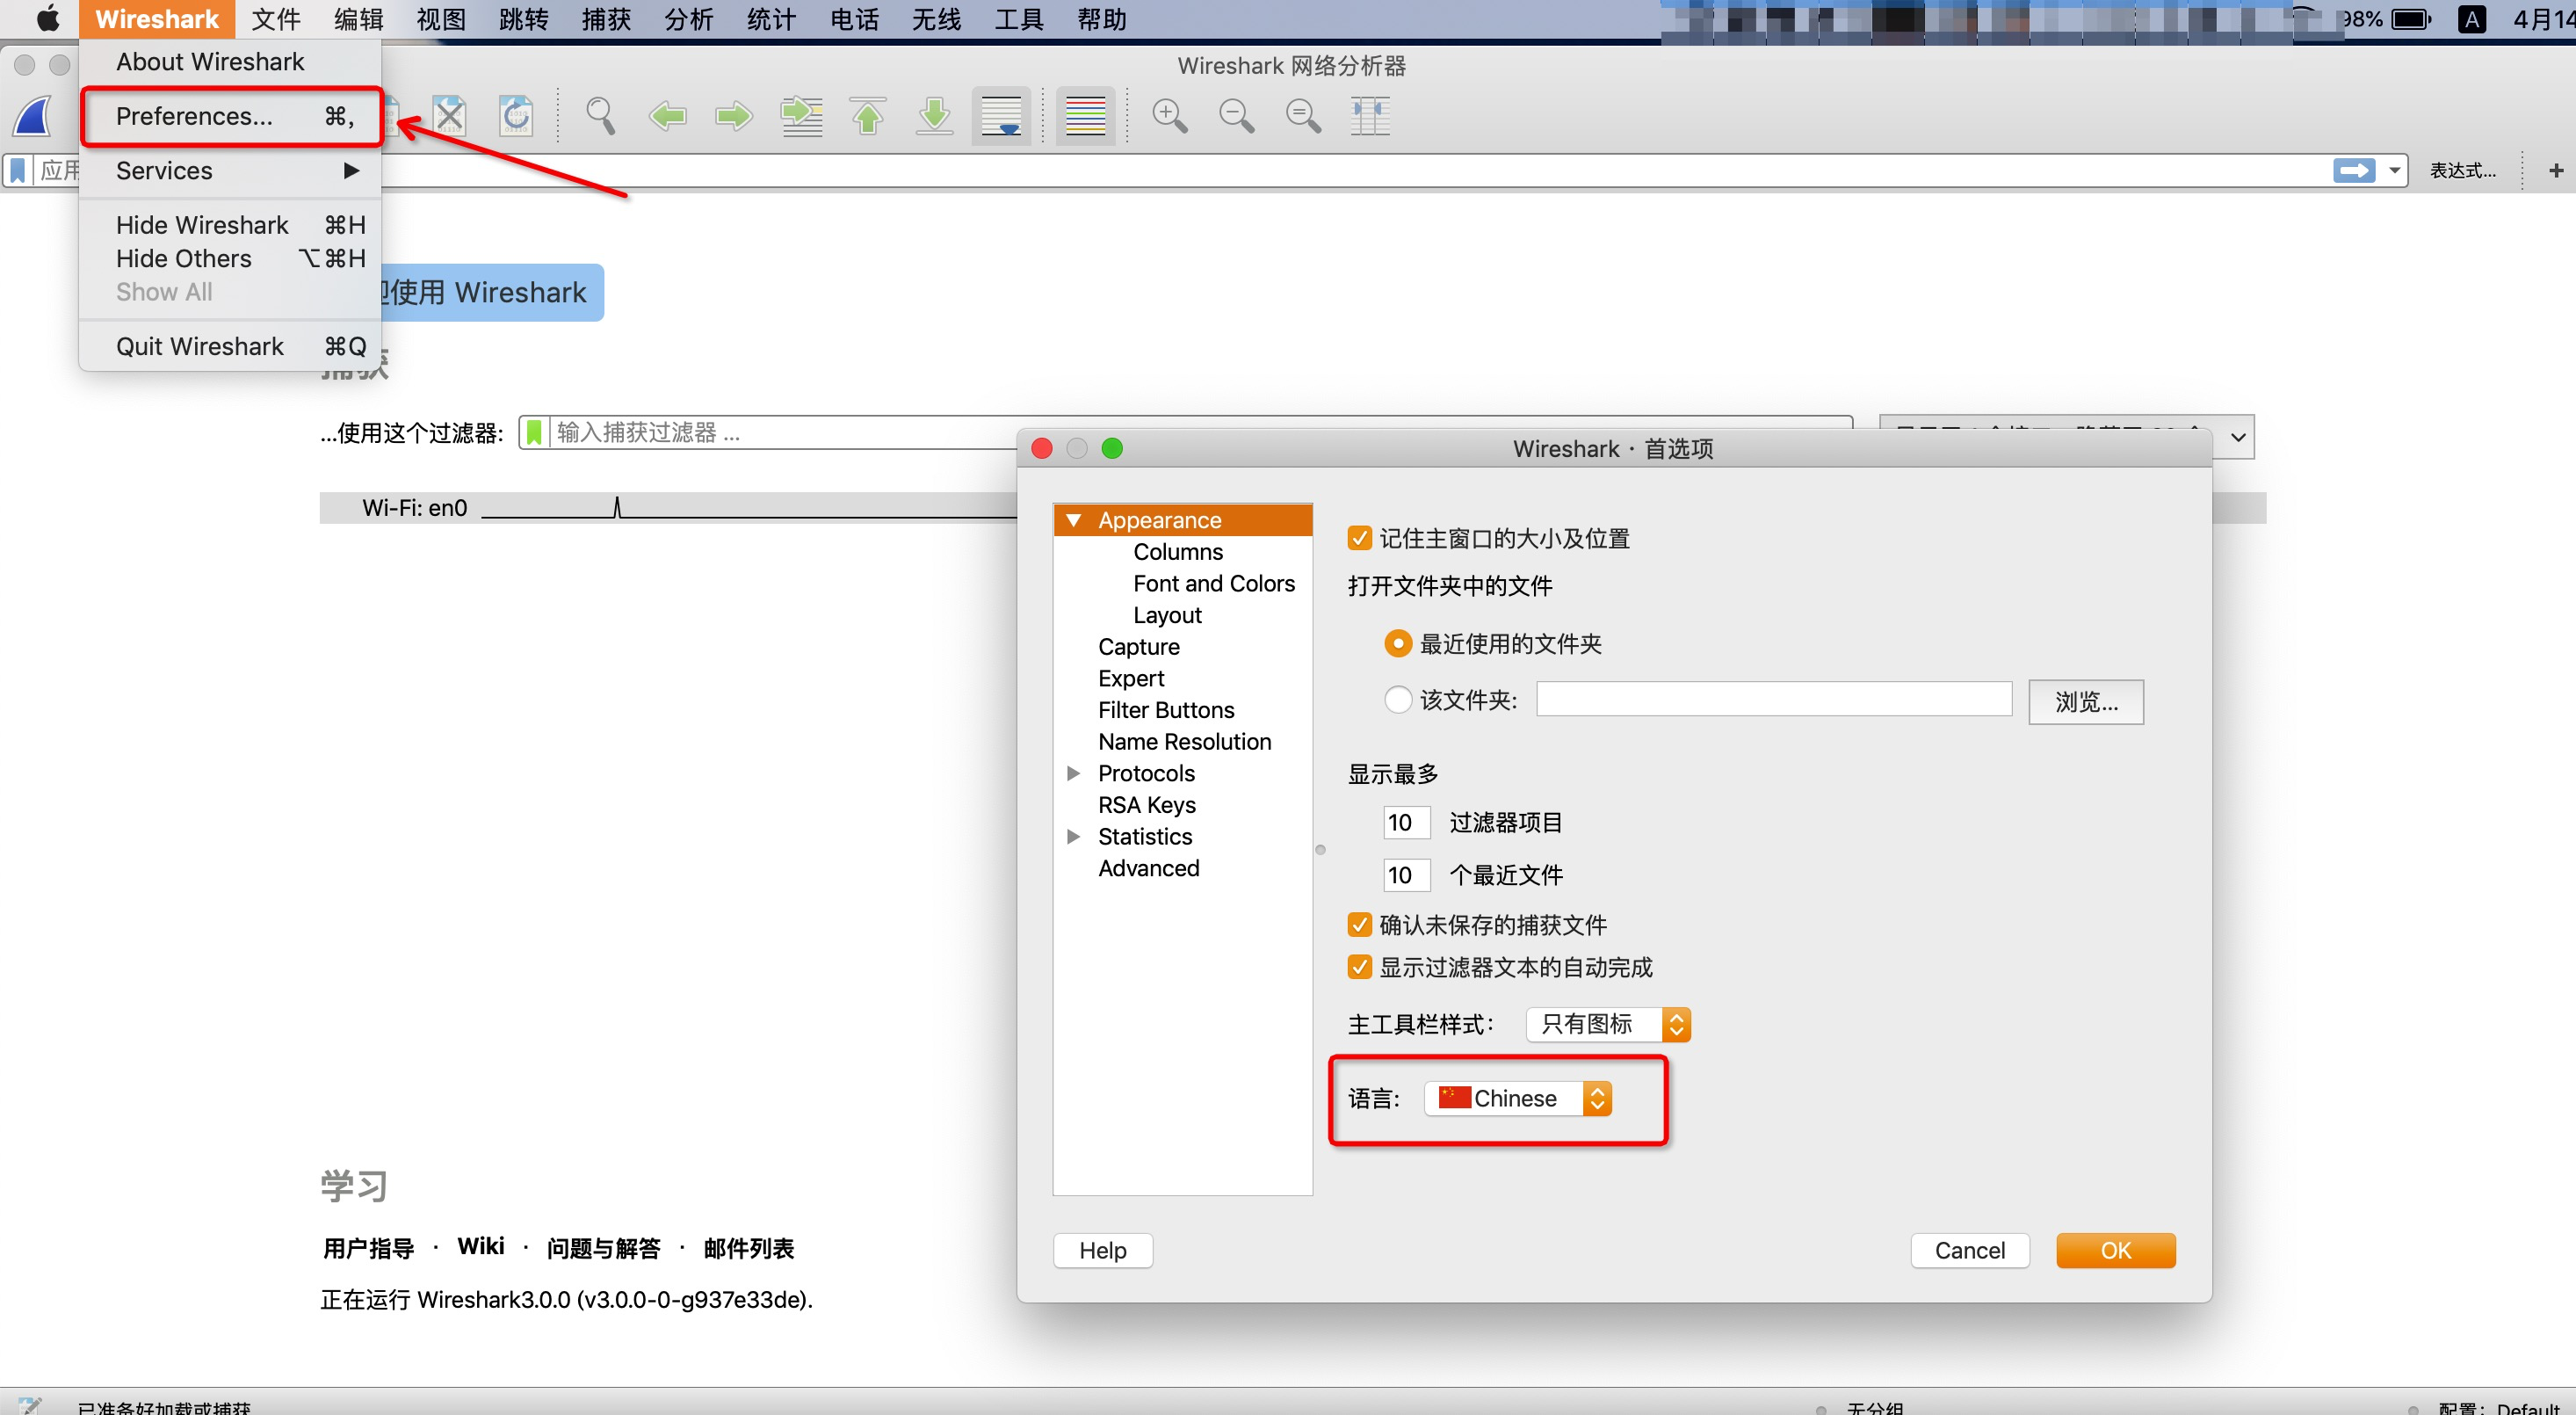 Wireshark 文件 编辑 视图 跳转 捕获 分析 统计 电话 无线 工具 帮助 98% A 4月14
Wireshark 网络分析器
About Wireshark
Preferences... ⌘,
Services ▶
Hide Wireshark ⌘H
Hide Others ⌥⌘H
Show All
Quit Wireshark ⌘Q
应用
表达式... +
使用 Wireshark
捕获
...使用这个过滤器: 输入捕获过滤器 ...
Wi-Fi: en0
Wireshark · 首选项
Appearance
Columns
Font and Colors
Layout
Capture
Expert
Filter Buttons
Name Resolution
Protocols
RSA Keys
Statistics
Advanced
记住主窗口的大小及位置
打开文件夹中的文件
最近使用的文件夹
该文件夹: 浏览...
显示最多
10 过滤器项目
10 个最近文件
确认未保存的捕获文件
显示过滤器文本的自动完成
主工具栏样式: 只有图标
语言: Chinese
Help Cancel OK
学习
用户指导 · Wiki · 问题与解答 · 邮件列表
正在运行 Wireshark3.0.0 (v3.0.0-0-g937e33de).
已准备好加载或捕获 无分组 配置: Default